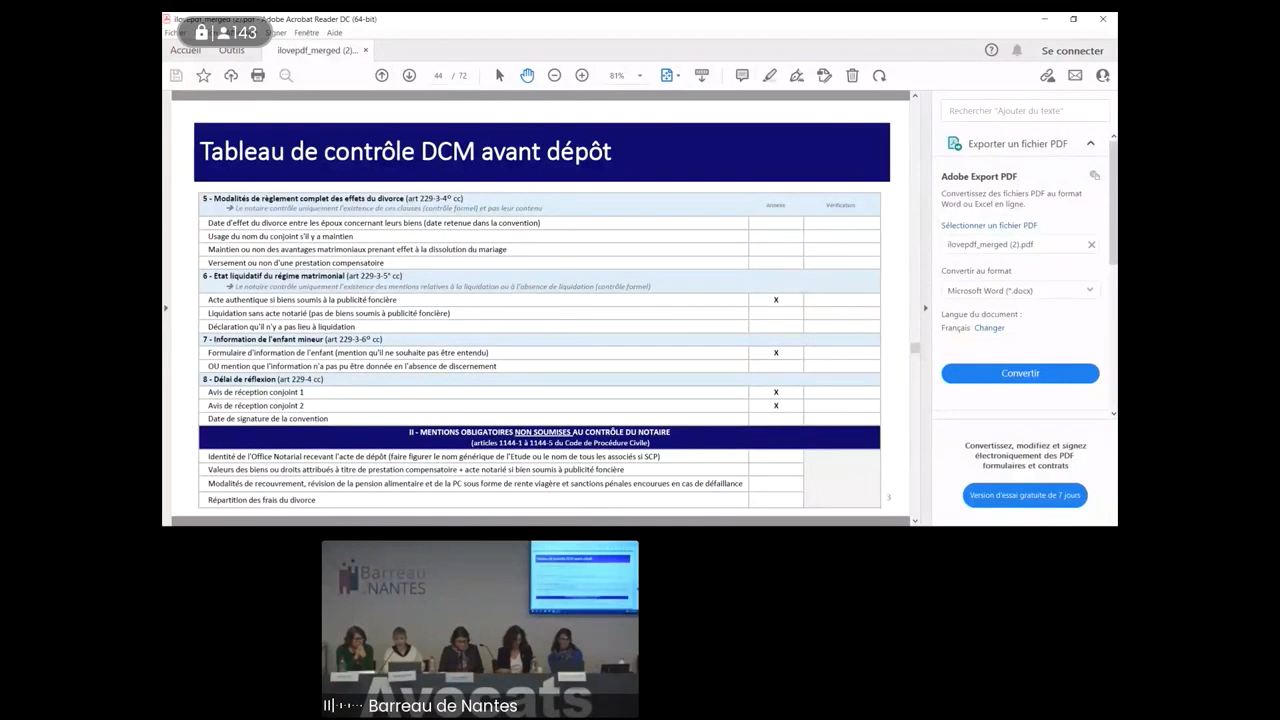 ilovepdf_merged (2).pdf - Adobe Acrobat Reader DC (64-bit)
143
Fichier
Signer Fenêtre Aide
Accueil Outils ilovepdf_merged (2)... ×
Se connecter
44 / 72 81%
Tableau de contrôle DCM avant dépôt
5 - Modalités de règlement complet des effets du divorce (art 229-3-4° cc)
Le notaire contrôle uniquement l'existence de ces clauses (contrôle formel) et pas leur contenu
Annexe Vérification
Date d'effet du divorce entre les époux concernant leurs biens (date retenue dans la convention)
Usage du nom du conjoint s'il y a maintien
Maintien ou non des avantages matrimoniaux prenant effet à la dissolution du mariage
Versement ou non d'une prestation compensatoire
6 - Etat liquidatif du régime matrimonial (art 229-3-5° cc)
Le notaire contrôle uniquement l'existence des mentions relatives à la liquidation ou à l'absence de liquidation (contrôle formel)
Acte authentique si biens soumis à la publicité foncière X
Liquidation sans acte notarié (pas de biens soumis à publicité foncière)
Déclaration qu'il n'y a pas lieu à liquidation
7 - Information de l'enfant mineur (art 229-3-6° cc)
Formulaire d'information de l'enfant (mention qu'il ne souhaite pas être entendu) X
OU mention que l'information n'a pas pu être donnée en l'absence de discernement
8 - Délai de réflexion (art 229-4 cc)
Avis de réception conjoint 1 X
Avis de réception conjoint 2 X
Date de signature de la convention
II - MENTIONS OBLIGATOIRES NON SOUMISES AU CONTRÔLE DU NOTAIRE
(articles 1144-1 à 1144-5 du Code de Procédure Civile)
Identité de l'Office Notarial recevant l'acte de dépôt (faire figurer le nom générique de l'Etude ou le nom de tous les associés si SCP)
Valeurs des biens ou droits attribués à titre de prestation compensatoire + acte notarié si bien soumis à publicité foncière
Modalités de recouvrement, révision de la pension alimentaire et de la PC sous forme de rente viagère et sanctions pénales encourues en cas de défaillance
Répartition des frais du divorce
3
Rechercher "Ajouter du texte"
Exporter un fichier PDF
Adobe Export PDF
Convertissez des fichiers PDF au format
Word ou Excel en ligne.
Sélectionner un fichier PDF
ilovepdf_merged (2).pdf
Convertir au format
Microsoft Word (*.docx)
Langue du document :
Français Changer
Convertir
Convertissez, modifiez et signez
électroniquement des PDF
formulaires et contrats
Version d'essai gratuite de 7 jours
Barreau
de NANTES
Avocats
Barreau de Nantes